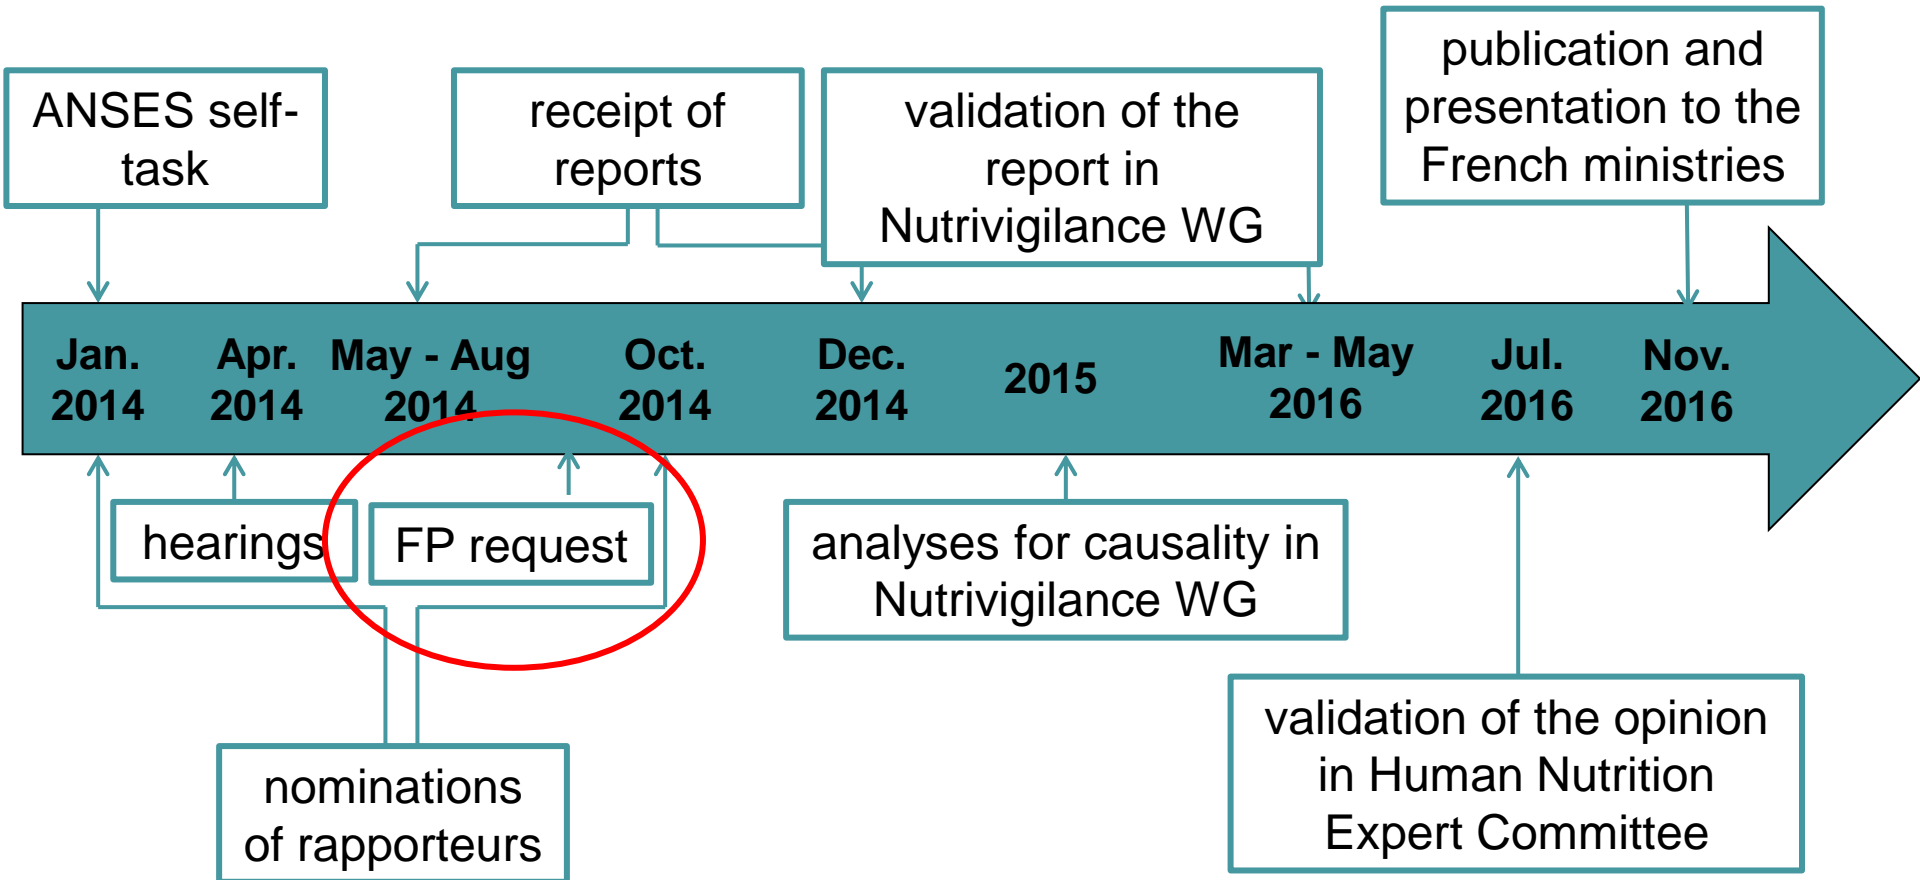 ANSES self-
task
receipt of
reports
validation of the
report in
Nutrivigilance WG
publication and
presentation to the
French ministries
Jan.
2014
Apr.
2014
May - Aug
2014
Oct.
2014
Dec.
2014
2015
Mar - May
2016
Jul.
2016
Nov.
2016
hearings
FP request
analyses for causality in
Nutrivigilance WG
nominations
of rapporteurs
validation of the opinion
in Human Nutrition
Expert Committee